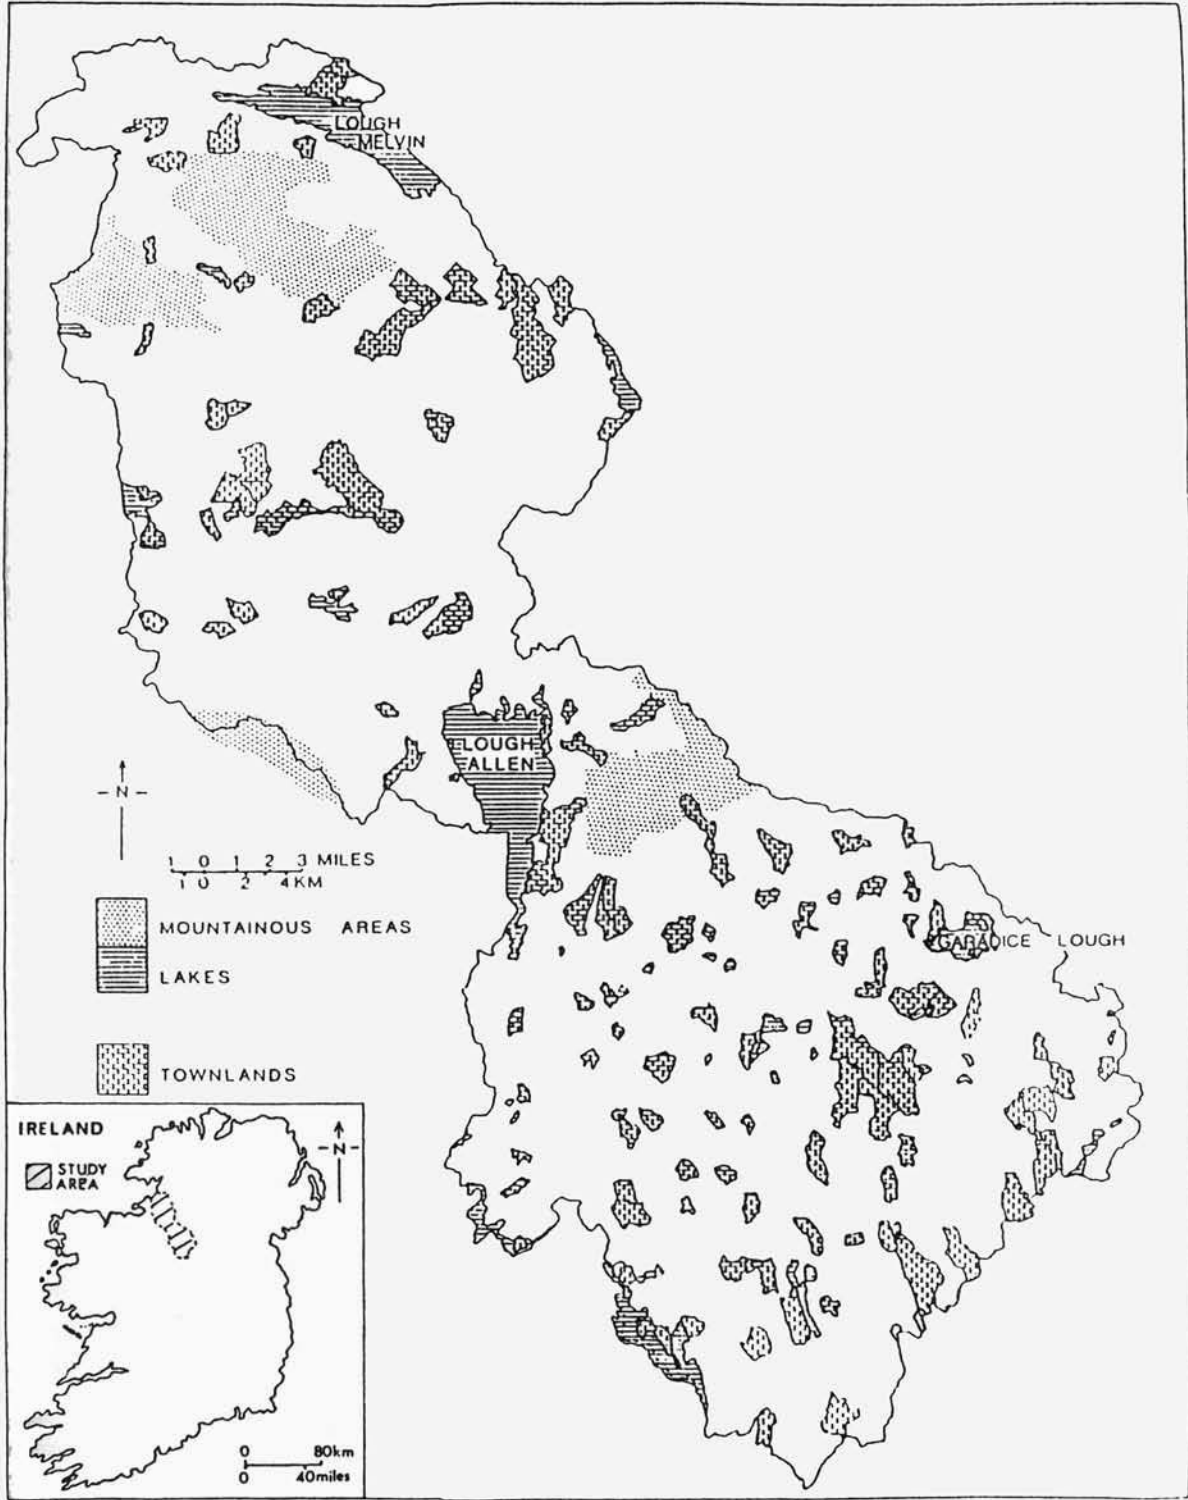 LOUGH
MELVIN
LOUGH
ALLEN
- N -
1 0 1 2 3 MILES
1 0 2 4 KM
MOUNTAINOUS AREAS
LAKES
GARADICE LOUGH
TOWNLANDS
IRELAND
- N -
STUDY
AREA
0 80km
0 40miles